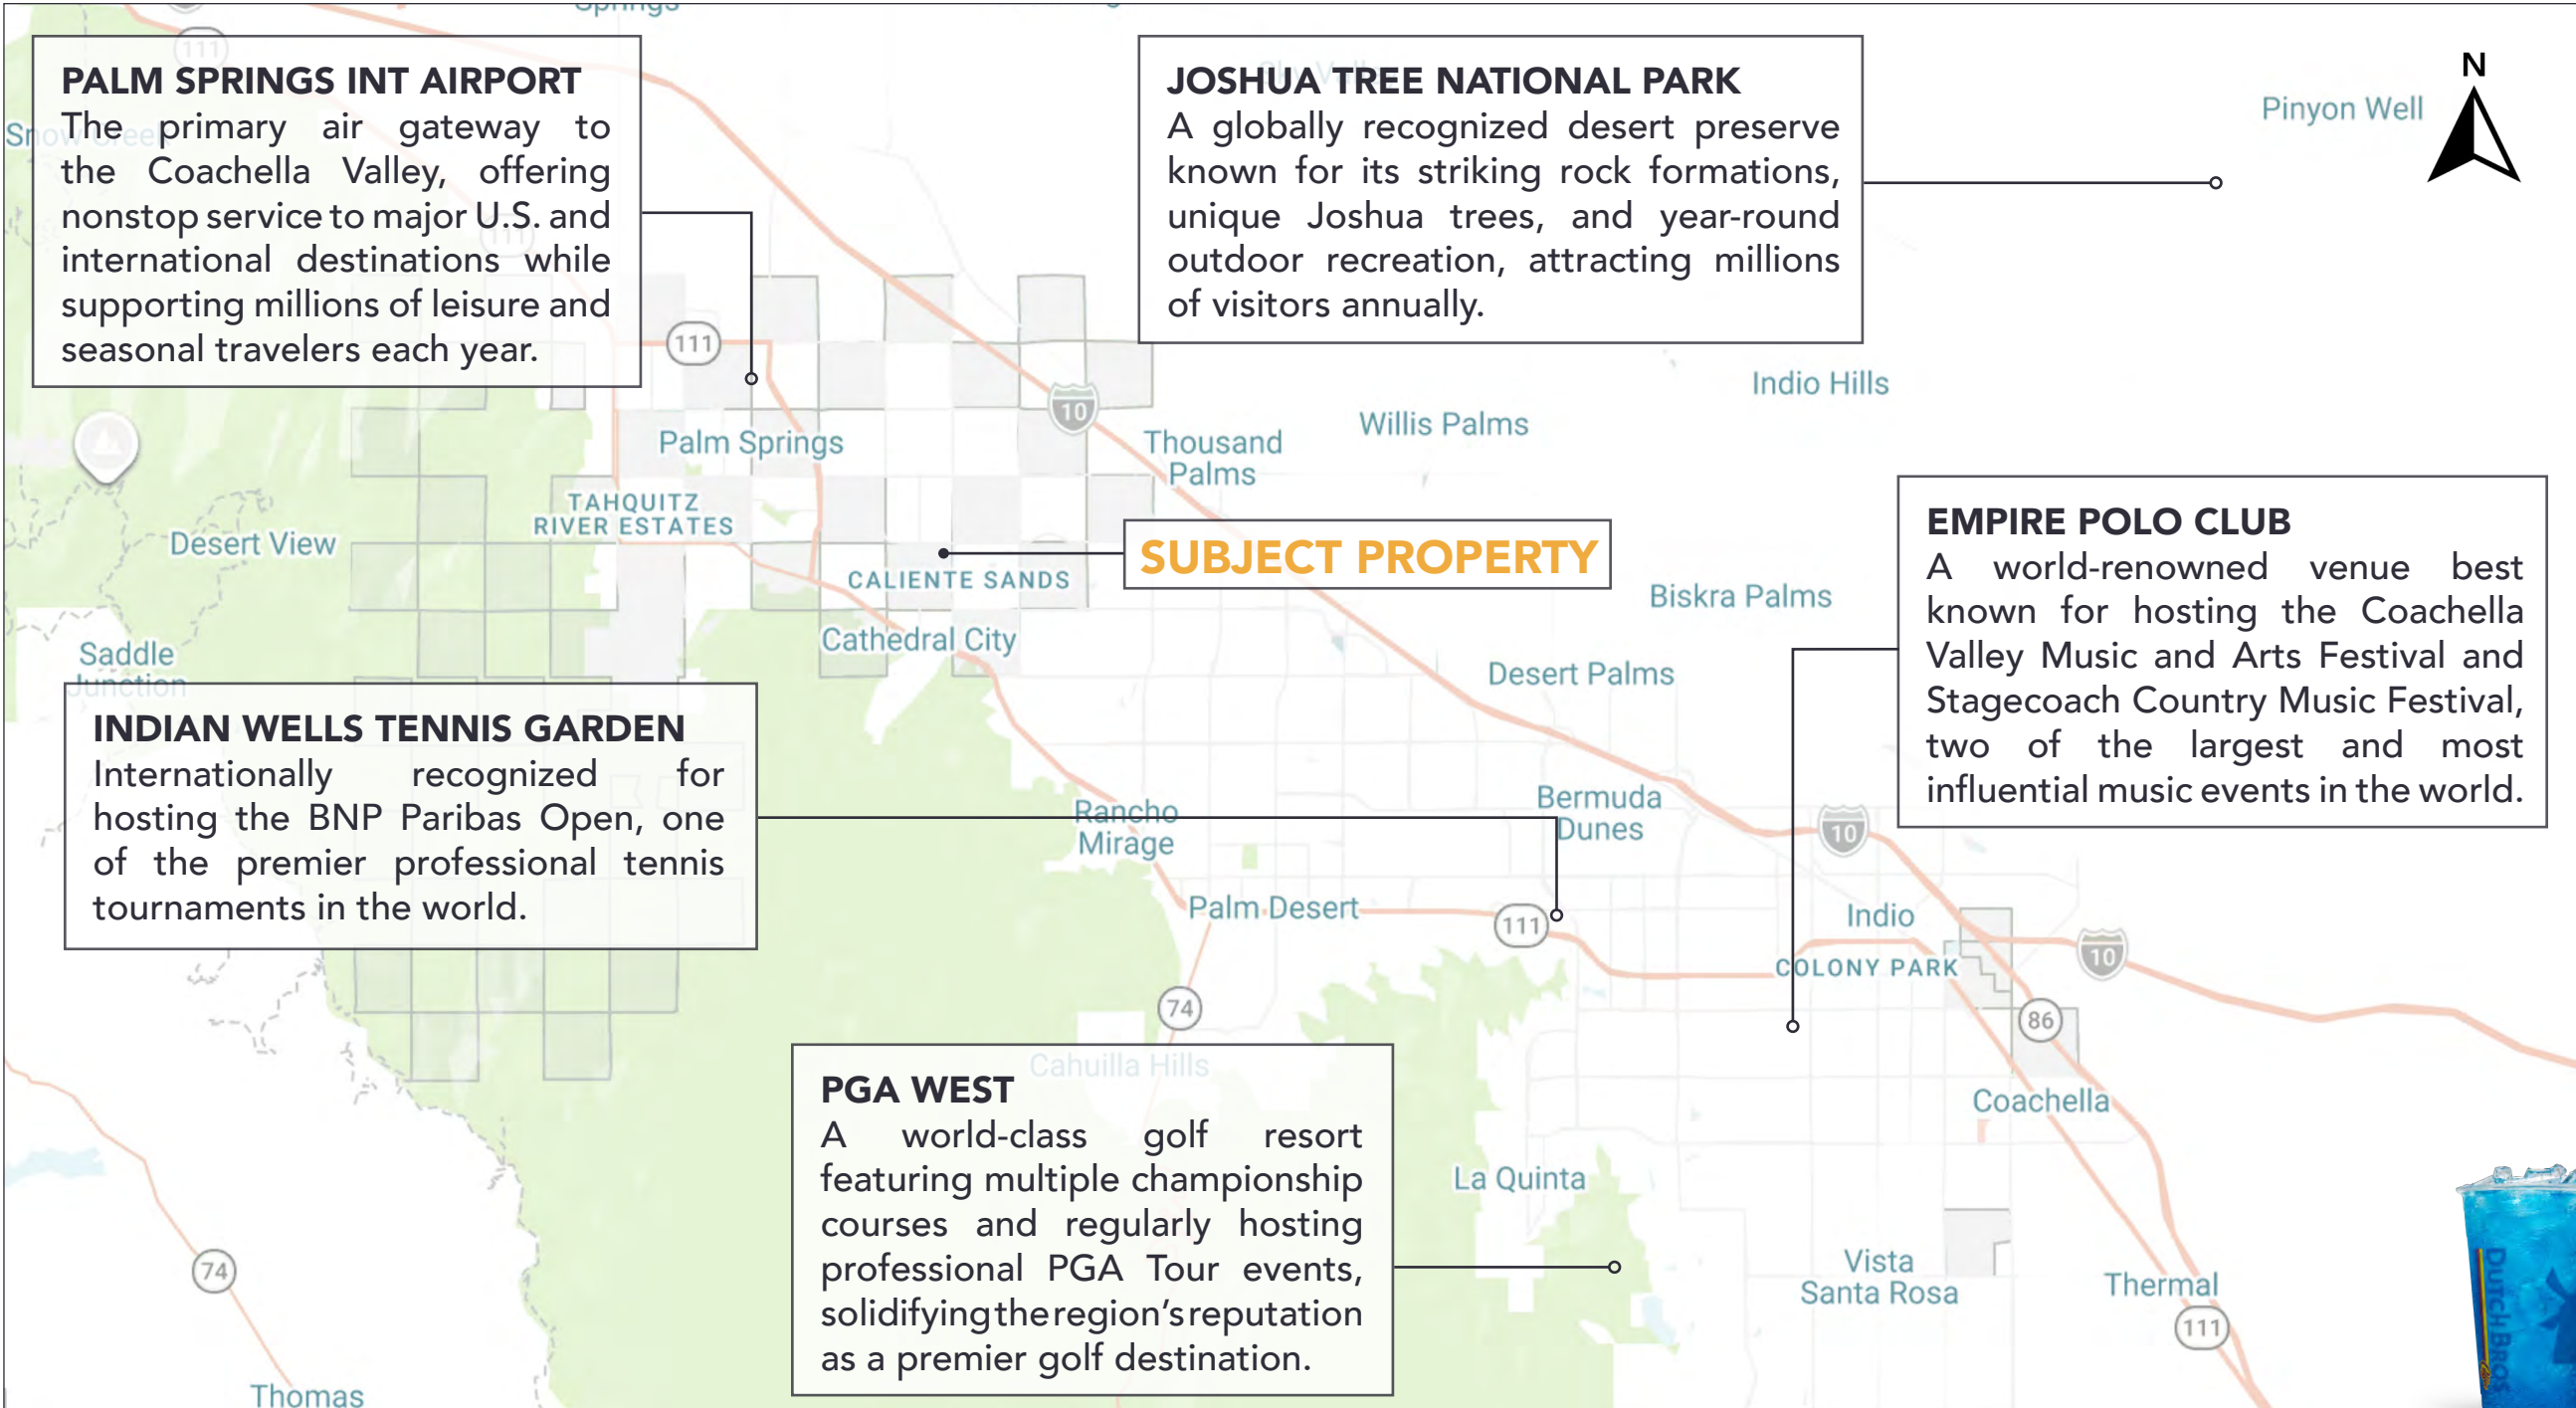 Springs
111
PALM SPRINGS INT AIRPORT
The primary air gateway to
the Coachella Valley, offering
nonstop service to major U.S. and
international destinations while
supporting millions of leisure and
seasonal travelers each year.
Snow Creek
111
JOSHUA TREE NATIONAL PARK
A globally recognized desert preserve
known for its striking rock formations,
unique Joshua trees, and year-round
outdoor recreation, attracting millions
of visitors annually.
N
Pinyon Well
111
10
Indio Hills
Willis Palms
Palm Springs
Thousand
Palms
TAHQUITZ
RIVER ESTATES
Desert View
SUBJECT PROPERTY
CALIENTE SANDS
Cathedral City
Biskra Palms
Desert Palms
EMPIRE POLO CLUB
A world-renowned venue best
known for hosting the Coachella
Valley Music and Arts Festival and
Stagecoach Country Music Festival,
two of the largest and most
influential music events in the world.
Saddle
Junction
INDIAN WELLS TENNIS GARDEN
Internationally recognized for
hosting the BNP Paribas Open, one
of the premier professional tennis
tournaments in the world.
Rancho
Mirage
Bermuda
Dunes
10
Palm Desert
111
Indio
COLONY PARK
10
74
86
Cahuilla Hills
PGA WEST
A world-class golf resort
featuring multiple championship
courses and regularly hosting
professional PGA Tour events,
solidifying the region's reputation
as a premier golf destination.
Coachella
La Quinta
Vista
Santa Rosa
Thermal
111
74
Thomas
Dutch Bros